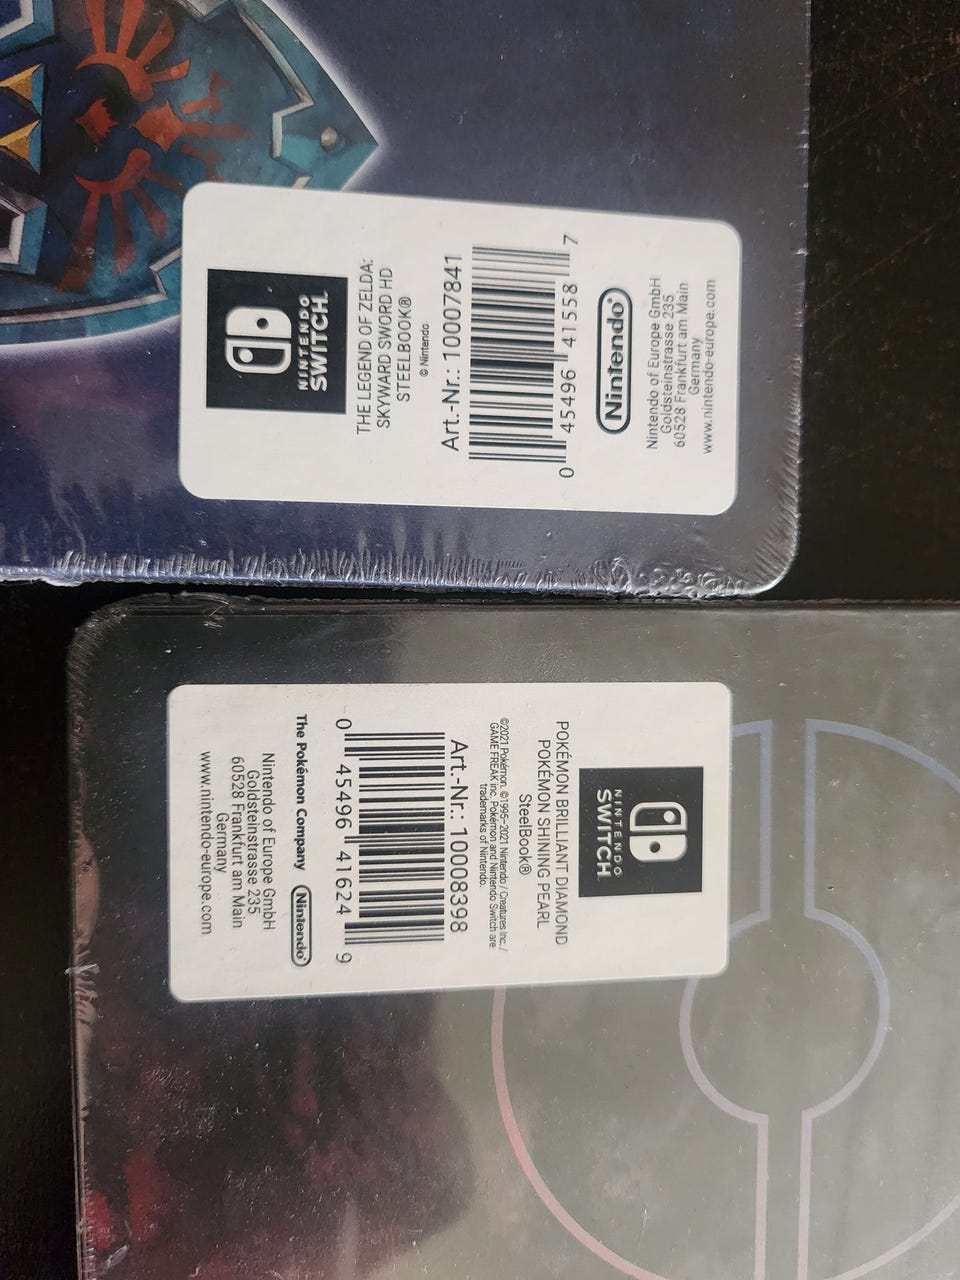 NINTENDO
SWITCH.
THE LEGEND OF ZELDA:
SKYWARD SWORD HD
STEELBOOK®
© Nintendo
Art.-Nr.: 10007841
0 45496 41558 7
Nintendo®
Nintendo of Europe GmbH
Goldsteinstrasse 235
60528 Frankfurt am Main
Germany
www.nintendo-europe.com
NINTENDO
SWITCH.
POKÉMON BRILLIANT DIAMOND
POKÉMON SHINING PEARL
SteelBook®
©2021 Pokémon. ©1995–2021 Nintendo / Creatures Inc. /
GAME FREAK inc. Pokémon and Nintendo Switch are
trademarks of Nintendo.
Art.-Nr.: 10008398
0 45496 41624 9
The Pokémon Company Nintendo®
Nintendo of Europe GmbH
Goldsteinstrasse 235
60528 Frankfurt am Main
Germany
www.nintendo-europe.com